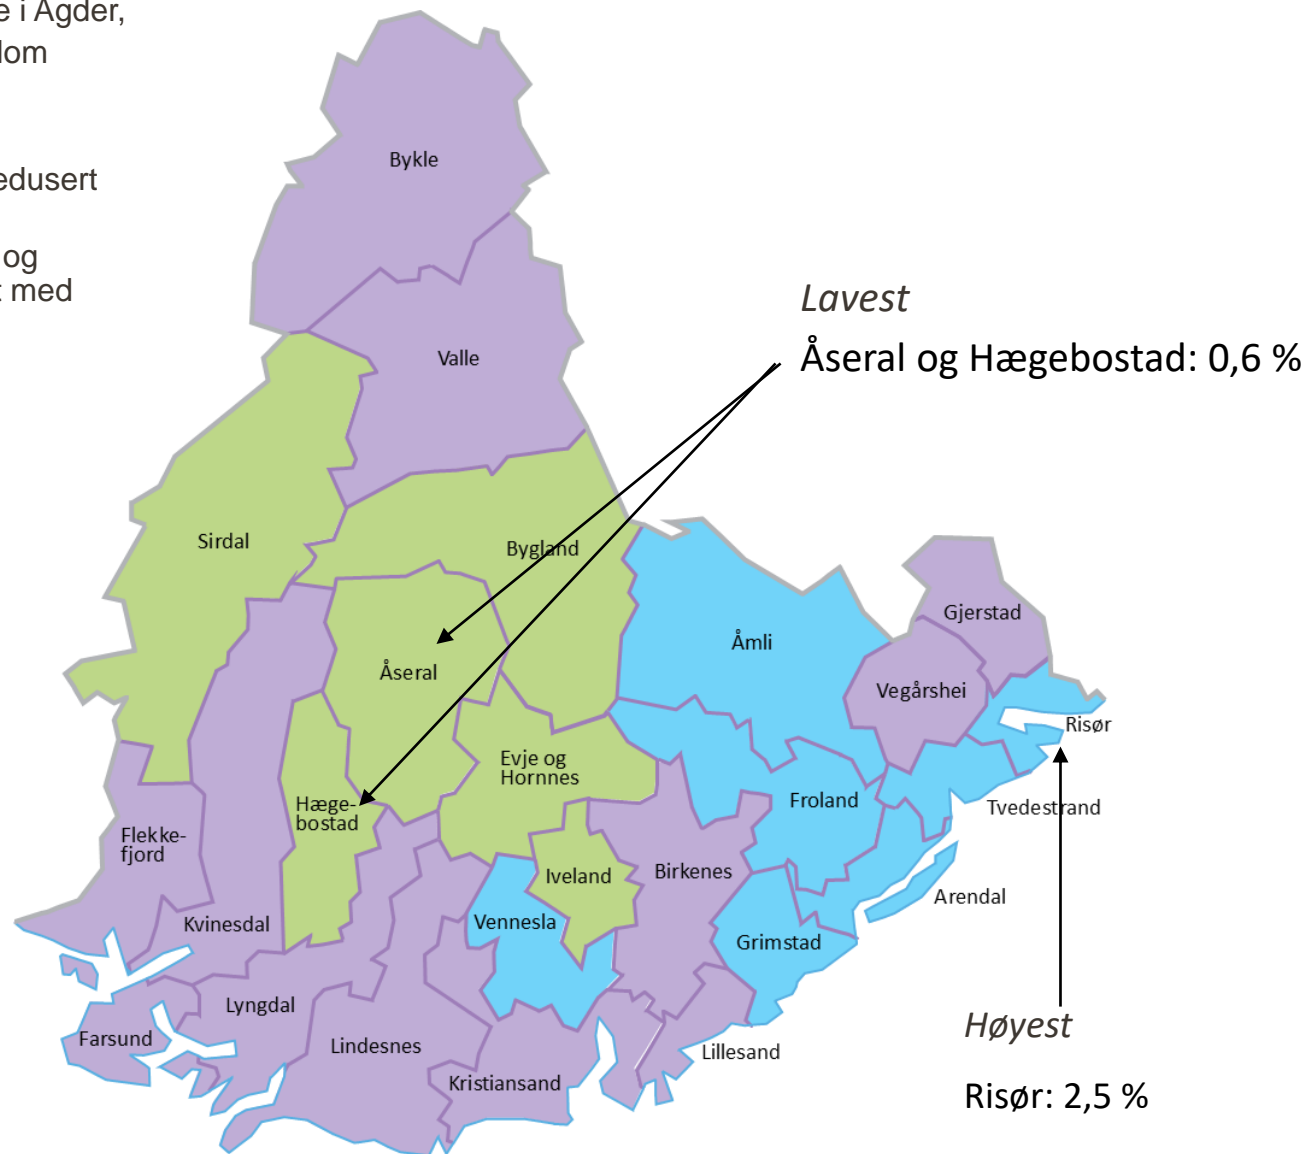 e i Agder,
dom
edusert
og
t med
Bykle
Lavest
Åseral og Hægebostad: 0,6 %
Valle
Sirdal
Bygland
Gjerstad
Åmli
Åseral
Vegårshei
Risør
Evje og
Hornnes
Hæge-
bostad
Froland
Tvedestrand
Flekke-
fjord
Iveland
Birkenes
Arendal
Kvinesdal
Vennesla
Grimstad
Lyngdal
Farsund
Lindesnes
Lillesand
Kristiansand
Høyest
Risør: 2,5 %